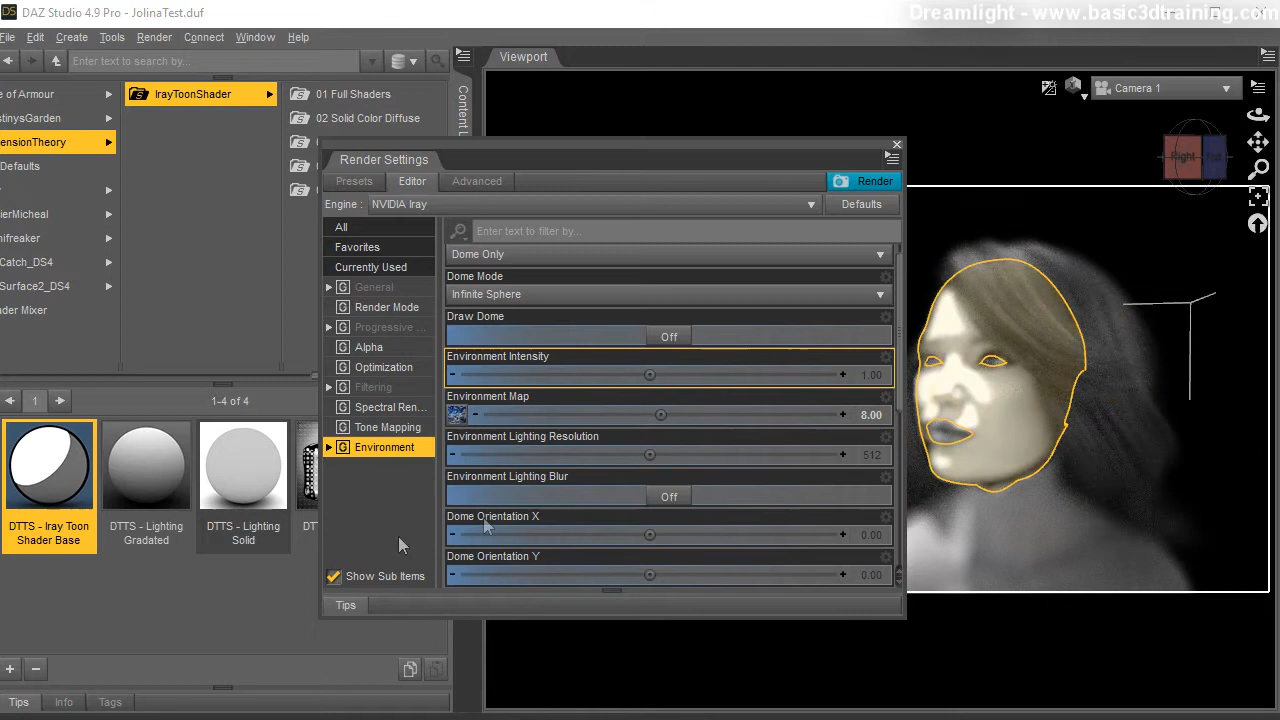 DAZ Studio 4.9 Pro - JolinaTest.duf
Dreamlight - www.basic3dtraining.com
File Edit Create Tools Render Connect Window Help
Enter text to search by...
e of Armour
stinysGarden
ensionTheory
Defaults
ierMicheal
nifreaker
Catch_DS4
Surface2_DS4
der Mixer
IrayToonShader
01 Full Shaders
02 Solid Color Diffuse
Content L
Viewport
Camera 1
Right
Render Settings
Presets
Editor
Advanced
Render
Engine :
NVIDIA Iray
Defaults
All
Favorites
Currently Used
General
Render Mode
Progressive ...
Alpha
Optimization
Filtering
Spectral Ren...
Tone Mapping
Environment
Show Sub Items
Enter text to filter by...
Dome Only
Dome Mode
Infinite Sphere
Draw Dome
Off
Environment Intensity
1.00
Environment Map
8.00
Environment Lighting Resolution
512
Environment Lighting Blur
Off
Dome Orientation X
0.00
Dome Orientation Y
0.00
Tips
1
1-4 of 4
DTTS - Iray Toon
Shader Base
DTTS - Lighting
Gradated
DTTS - Lighting
Solid
Tips
Info
Tags